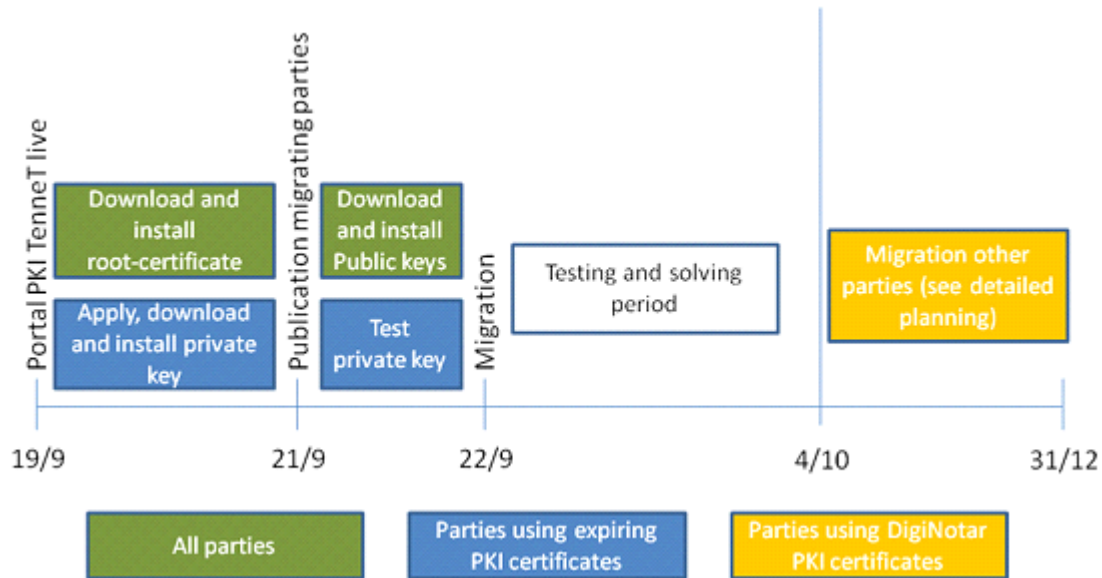 Portal PKI TenneT live
Download and
install
root-certificate
Apply, download
and install private
key
Publication migrating parties
Download
and install
Public keys
Test
private key
Migration
Testing and solving
period
Migration other
parties (see detailed
planning)
19/9
21/9
22/9
4/10
31/12
All parties
Parties using expiring
PKI certificates
Parties using DigiNotar
PKI certificates